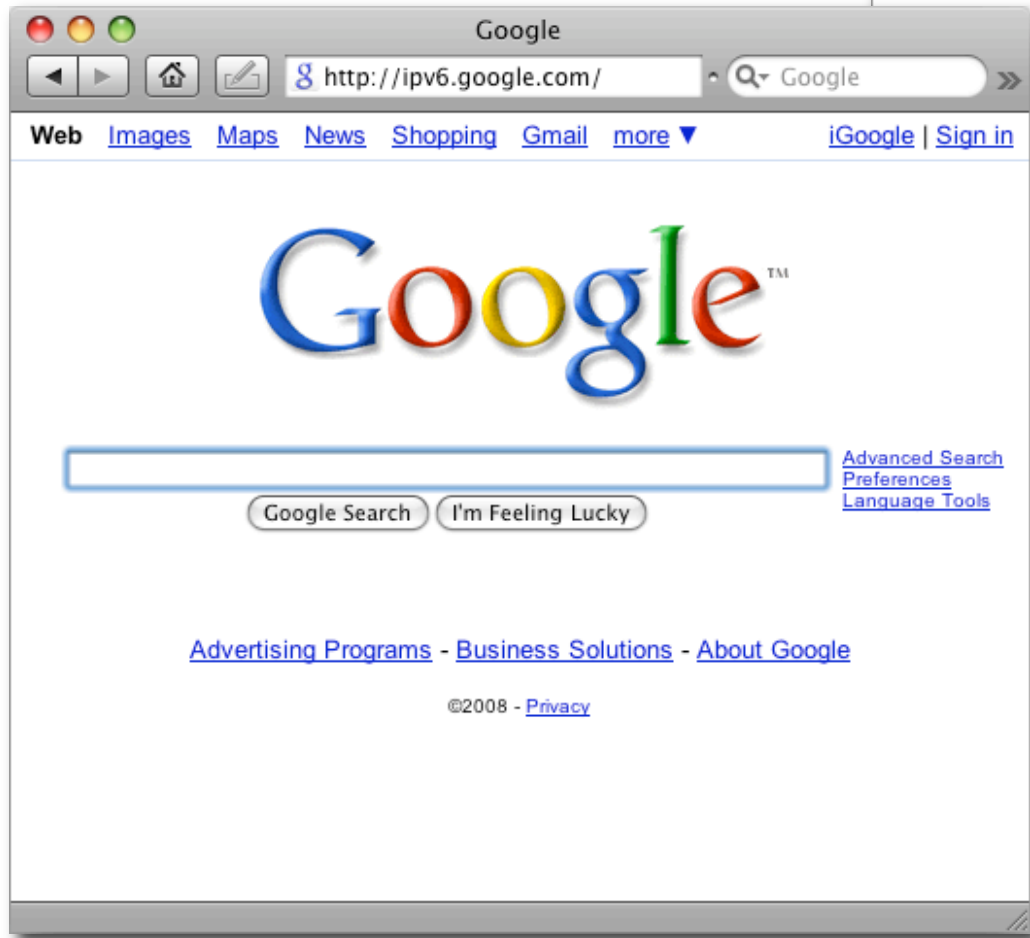 Google
http://ipv6.google.com/ Google
Web Images Maps News Shopping Gmail more ▼ iGoogle | Sign in
Google™
Advanced Search
Preferences
Language Tools
Google Search I'm Feeling Lucky
Advertising Programs - Business Solutions - About Google
©2008 - Privacy